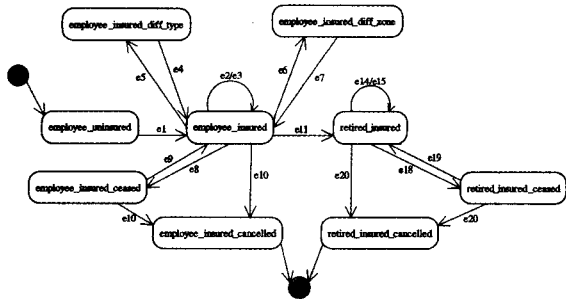 employee_insured_diff_type
employee_insured_diff_zone
e4
e5
e6
e7
e2/e3
e14/e15
employee_uninsured
e1
employee_insured
e11
retired_insured
e9
e8
e10
e20
e18
e19
employee_insured_ceased
retired_insured_ceased
e10
e20
employee_insured_cancelled
retired_insured_cancelled